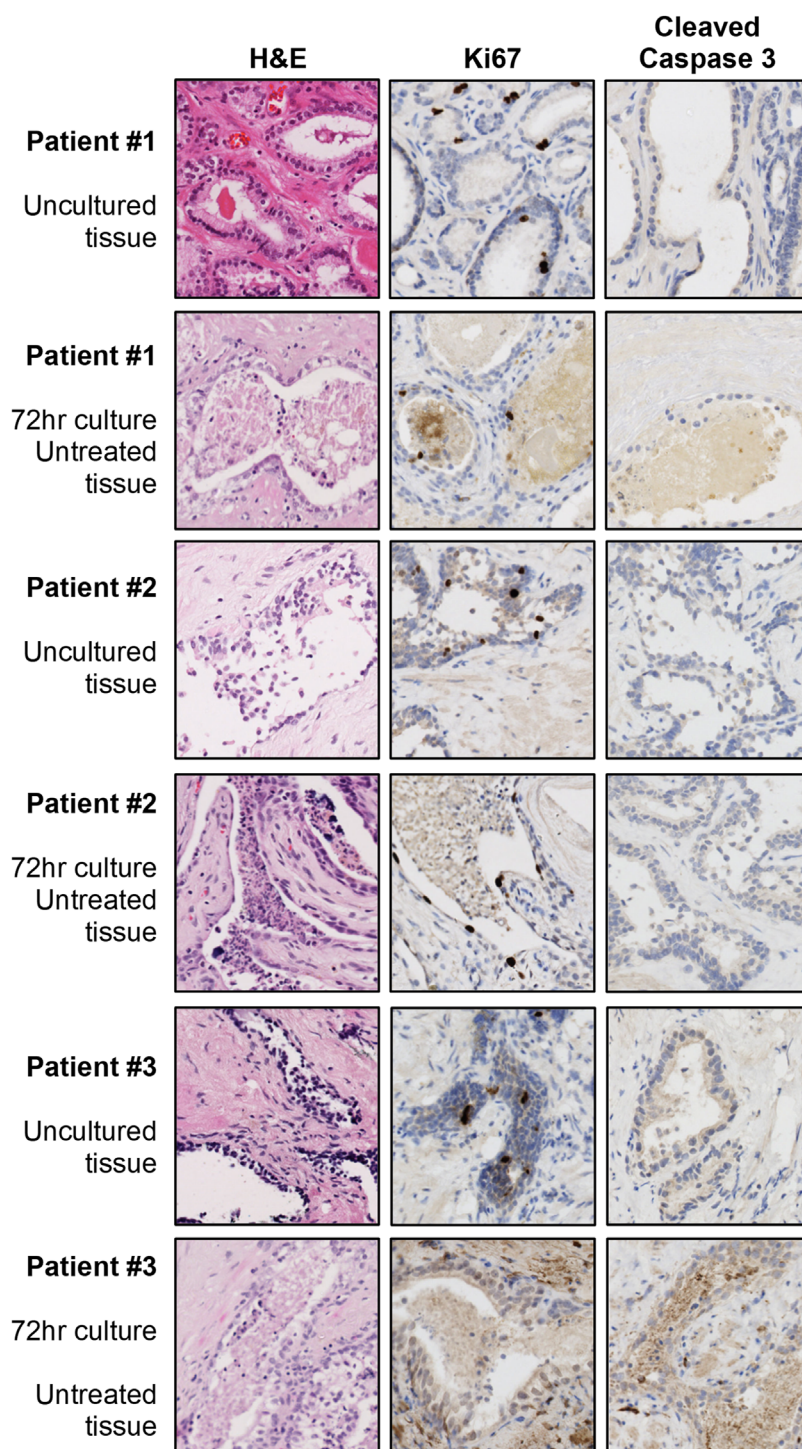 H&E
Ki67
Cleaved
Caspase 3
Patient #1
Uncultured
tissue
Patient #1
72hr culture
Untreated
tissue
Patient #2
Uncultured
tissue
Patient #2
72hr culture
Untreated
tissue
Patient #3
Uncultured
tissue
Patient #3
72hr culture
Untreated
tissue